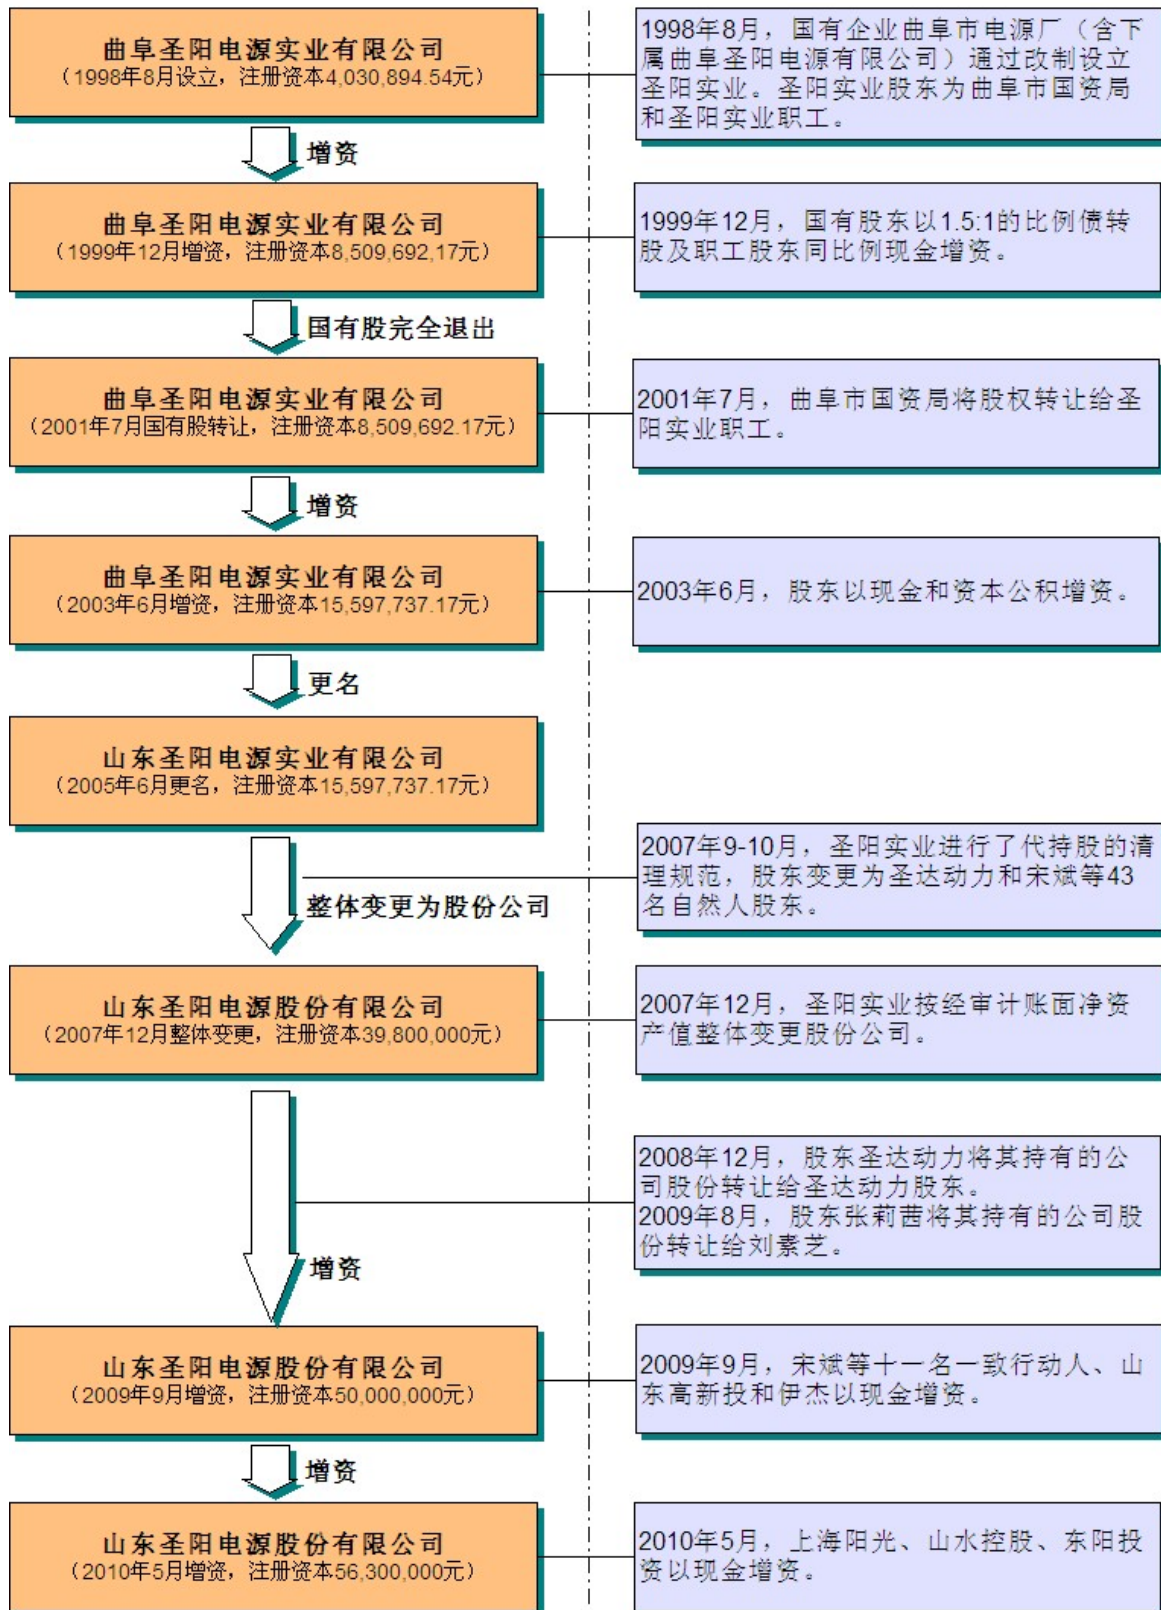 曲阜圣阳电源实业有限公司
（1998年8月设立，注册资本4,030,894.54元）
1998年8月，国有企业曲阜市电源厂（含下
属曲阜圣阳电源有限公司）通过改制设立
圣阳实业。圣阳实业股东为曲阜市国资局
和圣阳实业职工。
增资
曲阜圣阳电源实业有限公司
（1999年12月增资，注册资本8,509,692,17元）
1999年12月，国有股东以1.5:1的比例债转
股及职工股东同比例现金增资。
国有股完全退出
曲阜圣阳电源实业有限公司
（2001年7月国有股转让，注册资本8,509,692.17元）
2001年7月，曲阜市国资局将股权转让给圣
阳实业职工。
增资
曲阜圣阳电源实业有限公司
（2003年6月增资，注册资本15,597,737.17元）
2003年6月，股东以现金和资本公积增资。
更名
山东圣阳电源实业有限公司
（2005年6月更名，注册资本15,597,737.17元）
2007年9-10月，圣阳实业进行了代持股的清
理规范，股东变更为圣达动力和宋斌等43
名自然人股东。
整体变更为股份公司
山东圣阳电源股份有限公司
（2007年12月整体变更，注册资本39,800,000元）
2007年12月，圣阳实业按经审计账面净资
产值整体变更股份公司。
2008年12月，股东圣达动力将其持有的公
司股份转让给圣达动力股东。
2009年8月，股东张莉茜将其持有的公司股
份转让给刘素芝。
增资
山东圣阳电源股份有限公司
（2009年9月增资，注册资本50,000,000元）
2009年9月，宋斌等十一名一致行动人、山
东高新投和伊杰以现金增资。
增资
山东圣阳电源股份有限公司
（2010年5月增资，注册资本56,300,000元）
2010年5月，上海阳光、山水控股、东阳投
资以现金增资。